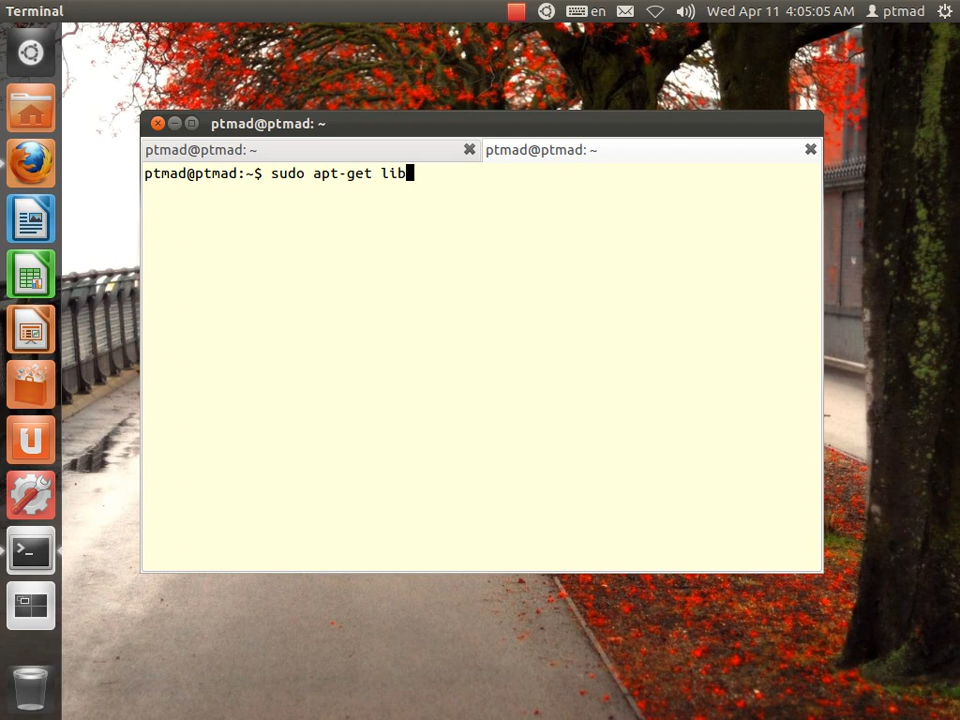 Terminal
en
Wed Apr 11 4:05:05 AM
ptmad
ptmad@ptmad: ~
ptmad@ptmad: ~
ptmad@ptmad: ~
ptmad@ptmad:~$ sudo apt-get lib